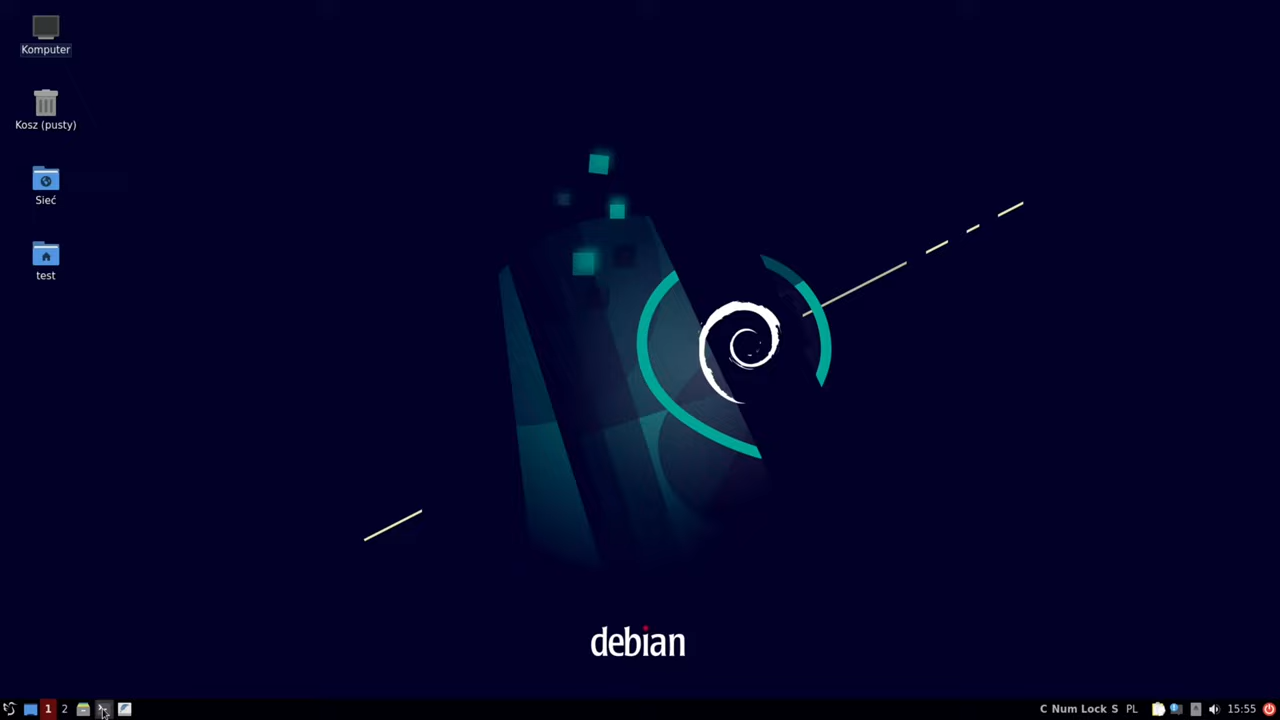 Komputer
Kosz (pusty)
Sieć
test
debian
1 2 C Num Lock S PL 15:55